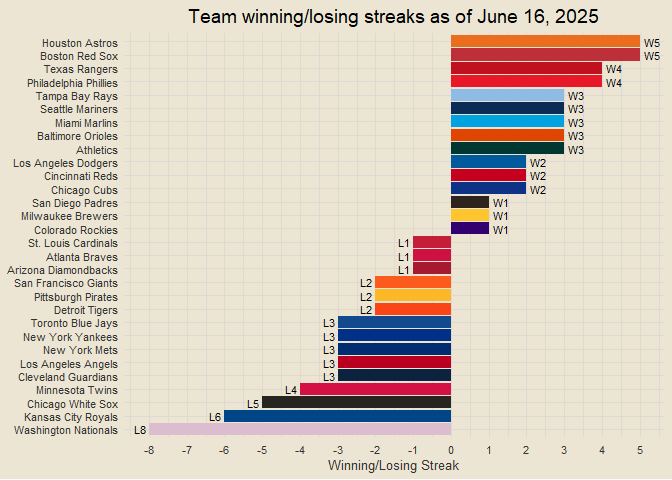 Team winning/losing streaks as of June 16, 2025
Houston Astros W5
Boston Red Sox W5
Texas Rangers W4
Philadelphia Phillies W4
Tampa Bay Rays W3
Seattle Mariners W3
Miami Marlins W3
Baltimore Orioles W3
Athletics W3
Los Angeles Dodgers W2
Cincinnati Reds W2
Chicago Cubs W2
San Diego Padres W1
Milwaukee Brewers W1
Colorado Rockies W1
St. Louis Cardinals L1
Atlanta Braves L1
Arizona Diamondbacks L1
San Francisco Giants L2
Pittsburgh Pirates L2
Detroit Tigers L2
Toronto Blue Jays L3
New York Yankees L3
New York Mets L3
Los Angeles Angels L3
Cleveland Guardians L3
Minnesota Twins L4
Chicago White Sox L5
Kansas City Royals L6
Washington Nationals L8
-8 -7 -6 -5 -4 -3 -2 -1 0 1 2 3 4 5
Winning/Losing Streak